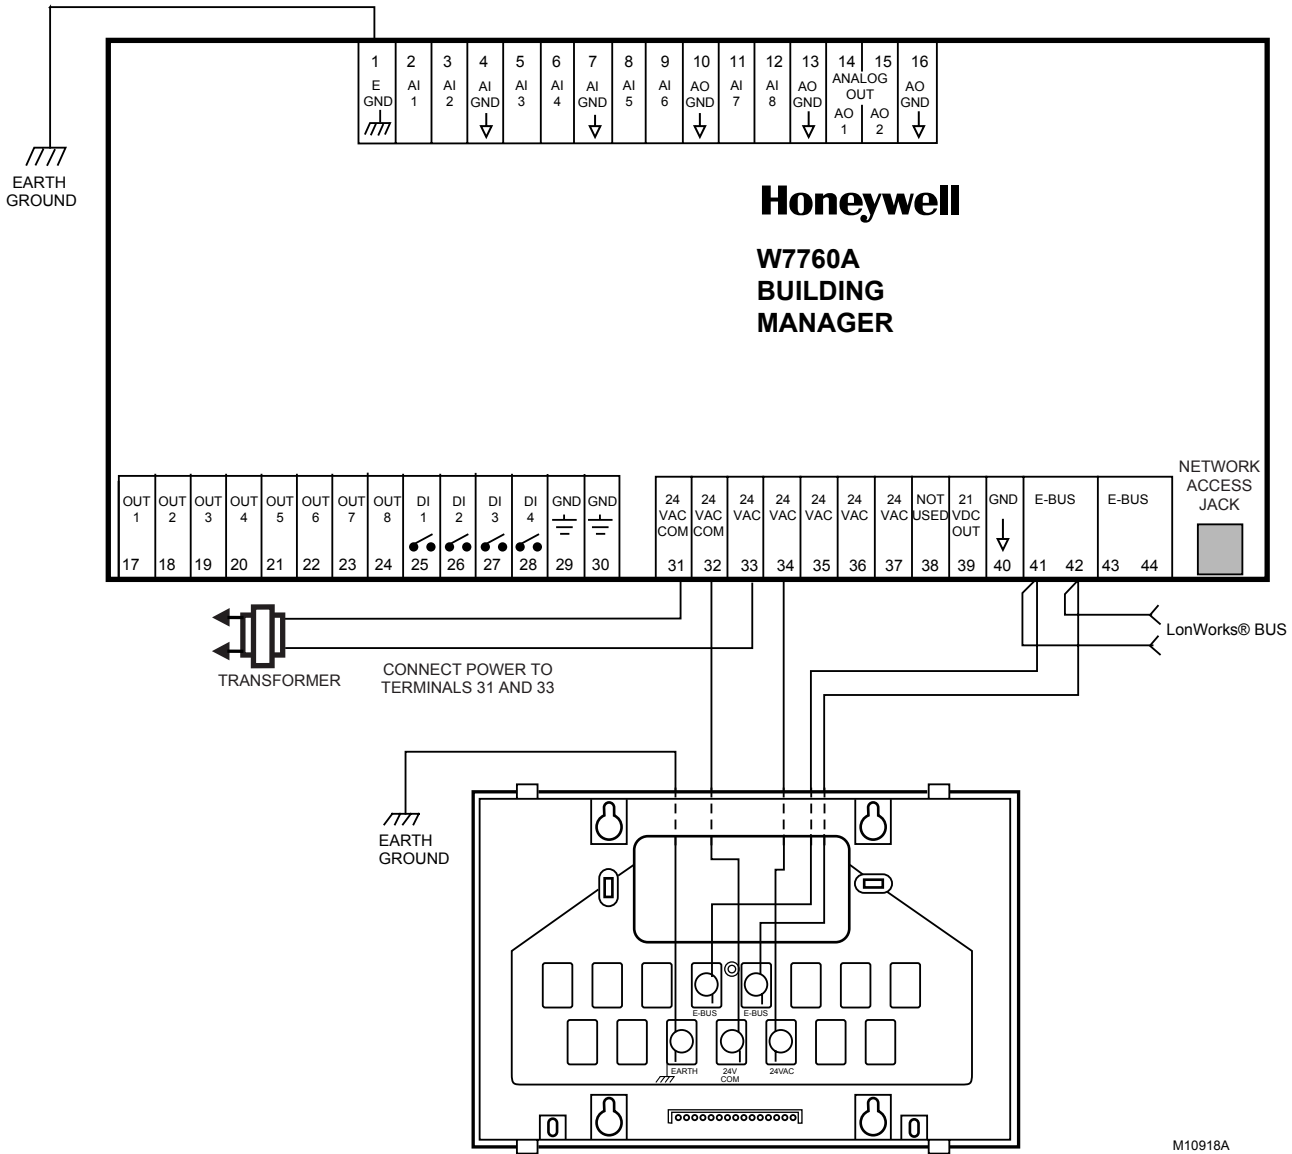 1 2 3 4 5 6 7 8 9 10 11 12 13 14 15 16
E GND
AI 1
AI 2
AI GND
AI 3
AI 4
AI GND
AI 5
AI 6
AO GND
AI 7
AI 8
AO GND
ANALOG OUT
AO 1
AO 2
AO GND
EARTH
GROUND
Honeywell
W7760A
BUILDING
MANAGER
NETWORK
ACCESS
JACK
OUT 1
OUT 2
OUT 3
OUT 4
OUT 5
OUT 6
OUT 7
OUT 8
DI 1
DI 2
DI 3
DI 4
GND
GND
17 18 19 20 21 22 23 24 25 26 27 28 29 30
24 VAC COM
24 VAC COM
24 VAC
24 VAC
24 VAC
24 VAC
24 VAC
NOT USED
21 VDC OUT
GND
E-BUS
E-BUS
31 32 33 34 35 36 37 38 39 40 41 42 43 44
LonWorks® BUS
TRANSFORMER
CONNECT POWER TO
TERMINALS 31 AND 33
EARTH
GROUND
E-BUS
E-BUS
EARTH
24V
COM
24VAC
M10918A